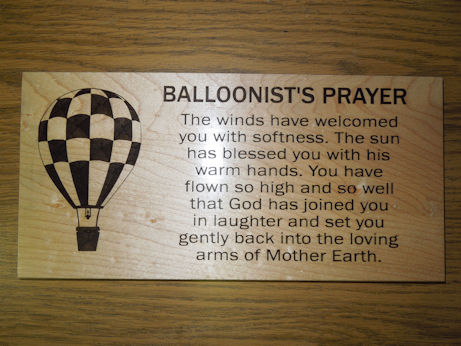 BALLOONIST'S PRAYER
The winds have welcomed
you with softness. The sun
has blessed you with his
warm hands. You have
flown so high and so well
that God has joined you
in laughter and set you
gently back into the loving
arms of Mother Earth.